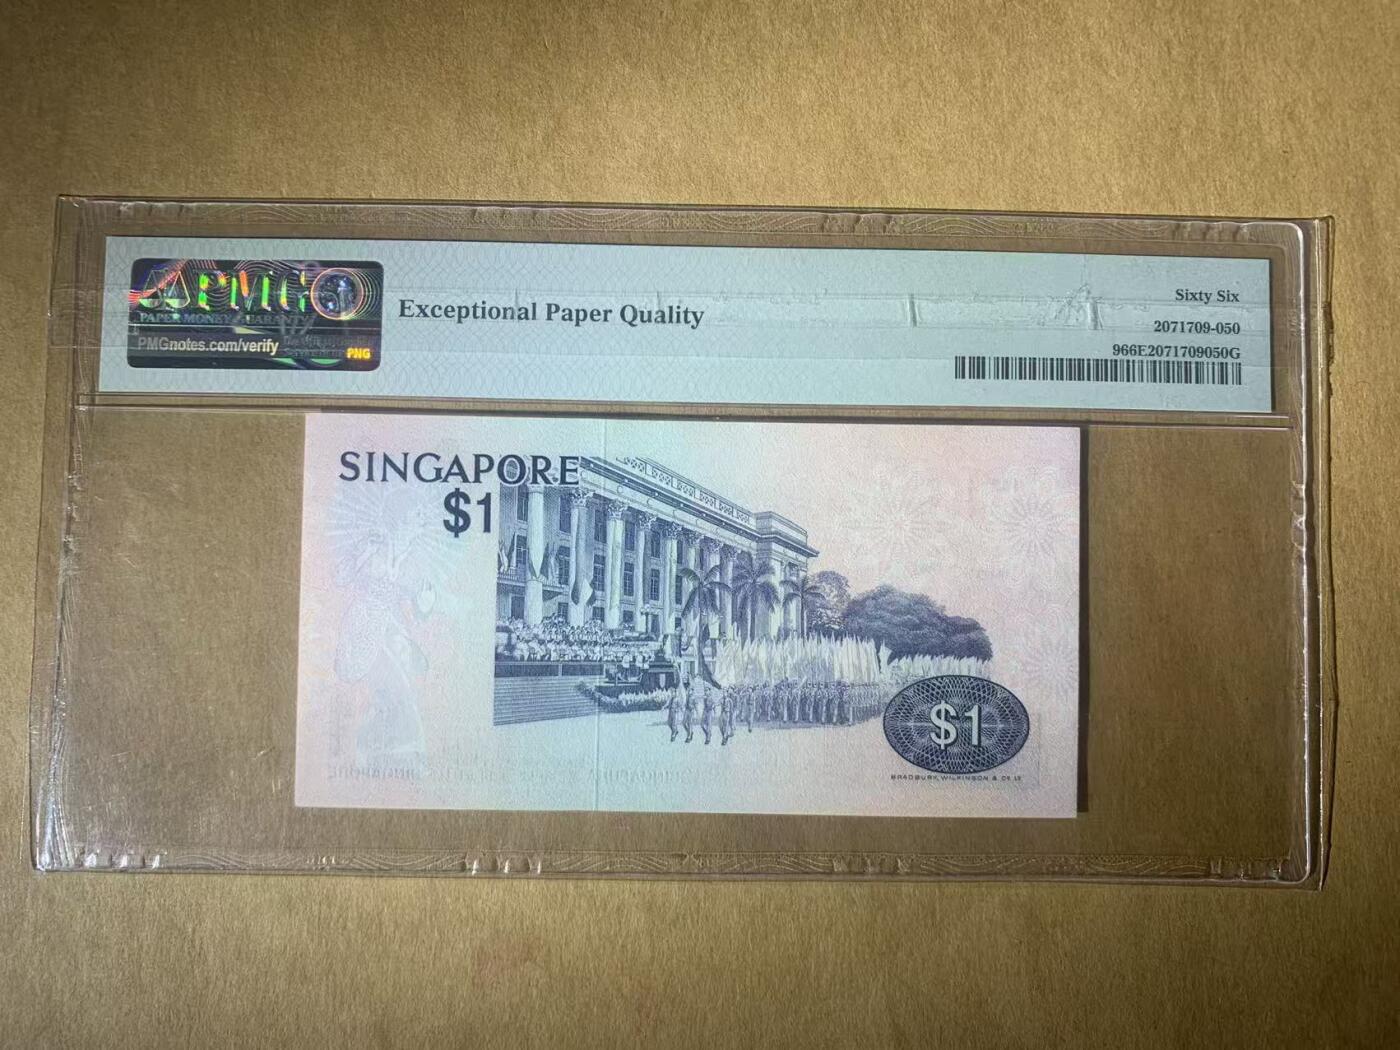 PMG
PAPER MONEY GUARANTY
PMGnotes.com/verify
PNG
Exceptional Paper Quality
Sixty Six
2071709-050
966E2071709050G
SINGAPORE
$1
$1
BRADBURY, WILKINSON & Co. Ld.